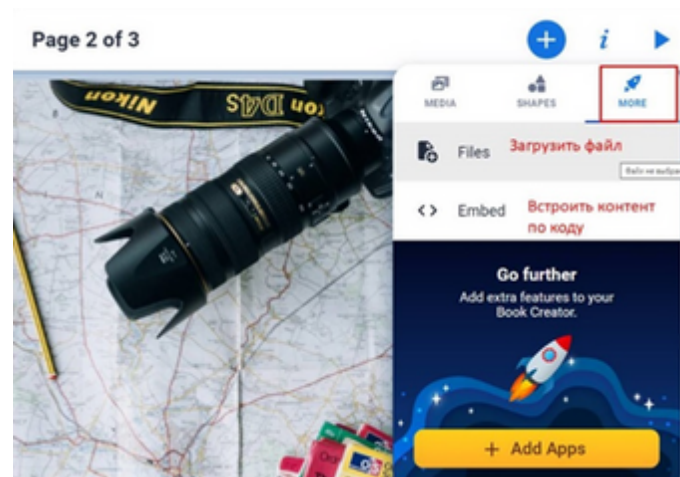 Page 2 of 3
MEDIA
SHAPES
MORE
Files
Загрузить файл
Embed
Встроить контент
по коду
Go further
Add extra features to your
Book Creator.
+ Add Apps
Nikon
D4s
Nikon